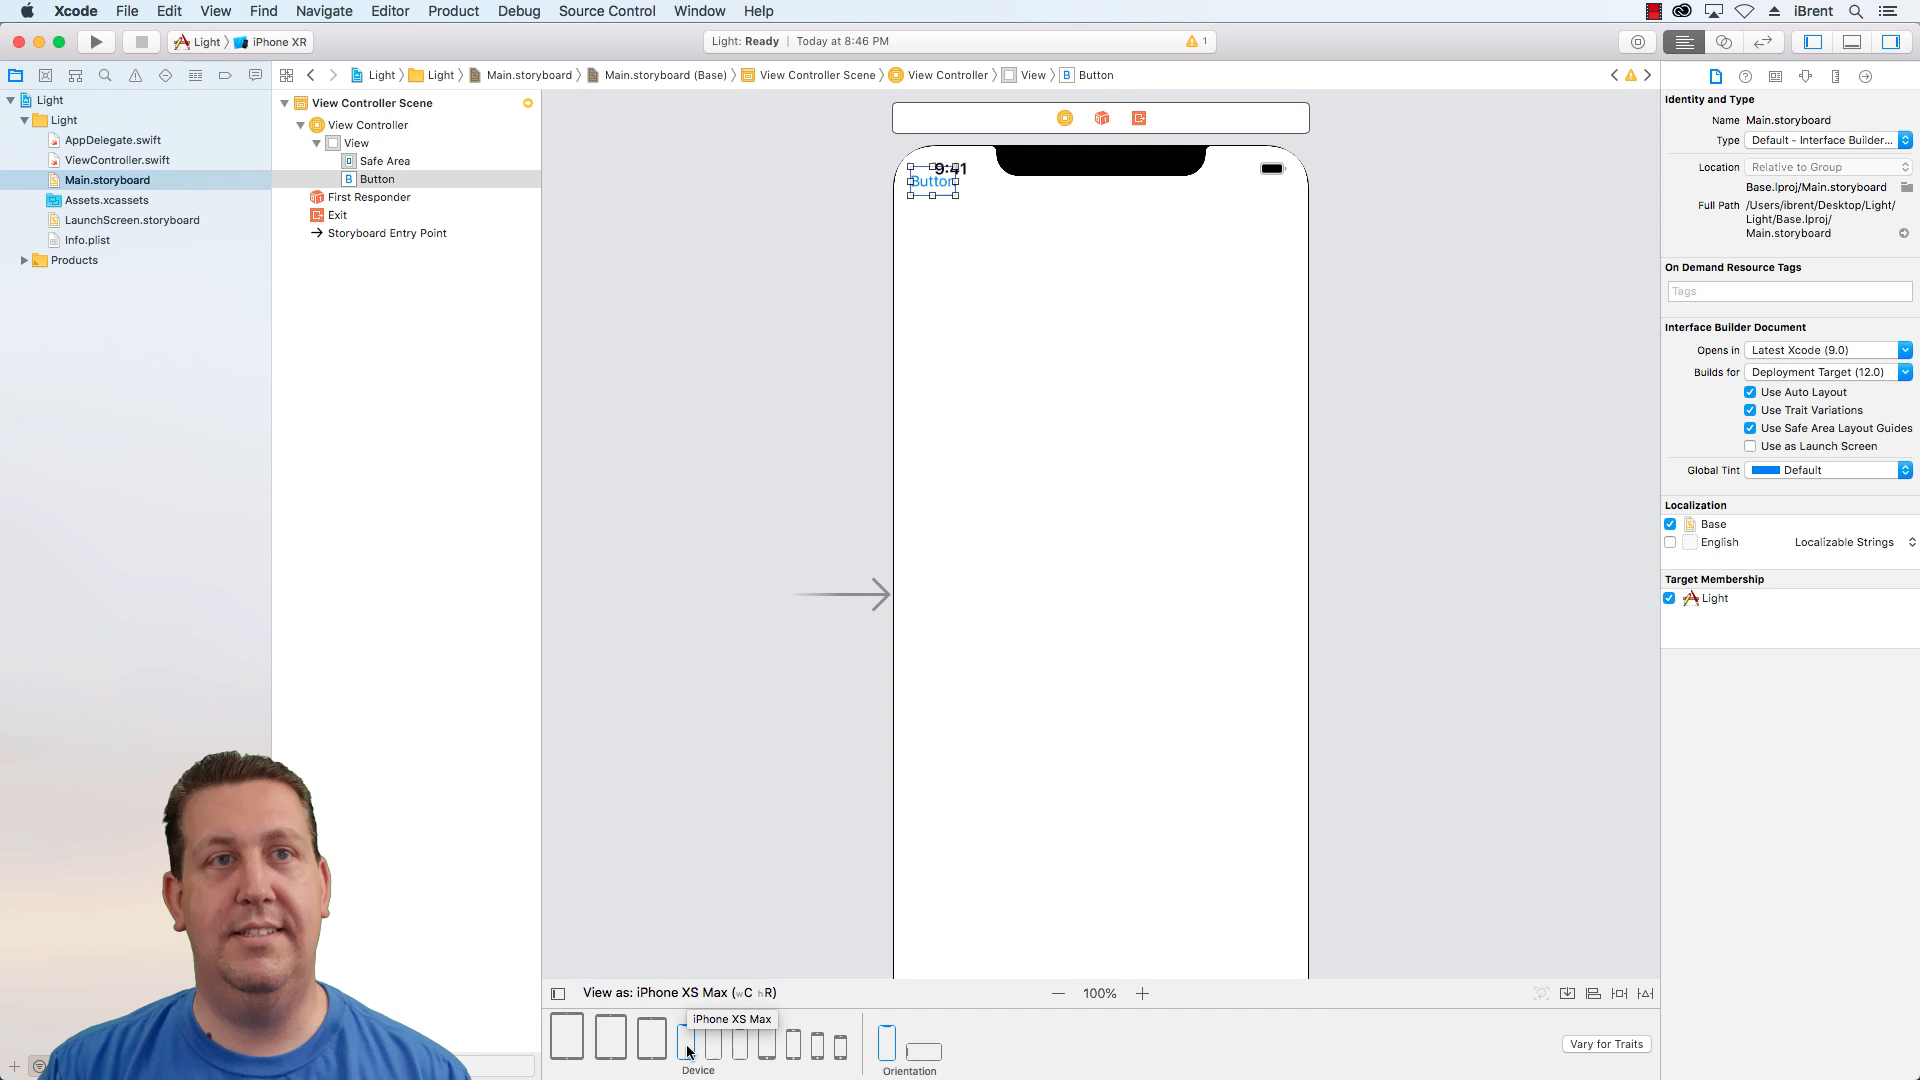 Xcode File Edit View Find Navigate Editor Product Debug Source Control Window Help iBrent
Light iPhone XR Light: Ready Today at 8:46 PM 1
Light Light Main.storyboard Main.storyboard (Base) View Controller Scene View Controller View B Button
Light
Light
AppDelegate.swift
ViewController.swift
Main.storyboard
Assets.xcassets
LaunchScreen.storyboard
Info.plist
Products
View Controller Scene
View Controller
View
Safe Area
B Button
First Responder
Exit
Storyboard Entry Point
9:41
Button
Identity and Type
Name Main.storyboard
Type Default - Interface Builder...
Location Relative to Group
Base.lproj/Main.storyboard
Full Path /Users/ibrent/Desktop/Light/
Light/Base.lproj/
Main.storyboard
On Demand Resource Tags
Tags
Interface Builder Document
Opens in Latest Xcode (9.0)
Builds for Deployment Target (12.0)
Use Auto Layout
Use Trait Variations
Use Safe Area Layout Guides
Use as Launch Screen
Global Tint Default
Localization
Base
English Localizable Strings
Target Membership
Light
View as: iPhone XS Max (wC hR) 100%
iPhone XS Max
Vary for Traits
Device Orientation